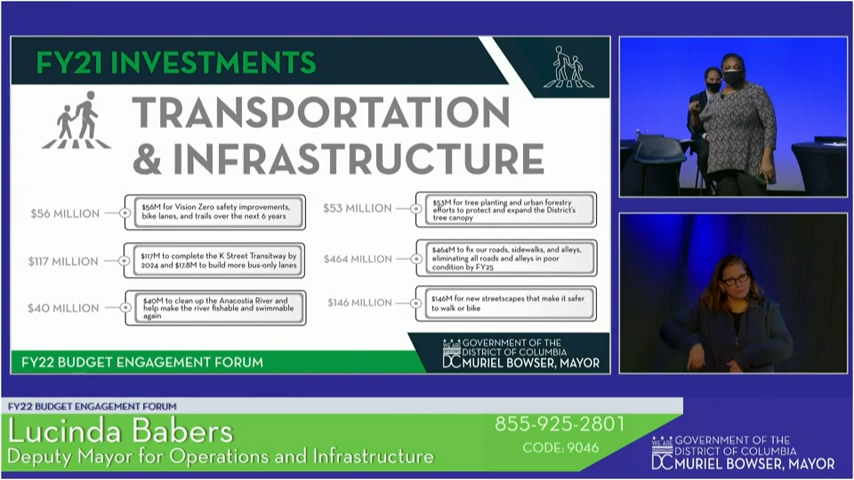 FY21 INVESTMENTS
TRANSPORTATION
& INFRASTRUCTURE
$56 MILLION
$56M for Vision Zero safety improvements,
bike lanes, and trails over the next 6 years
$117 MILLION
$117M to complete the K Street Transitway by
2024 and $17.8M to build more bus-only lanes
$40 MILLION
$40M to clean up the Anacostia River and
help make the river fishable and swimmable
again
$53 MILLION
$53M for tree planting and urban forestry
efforts to protect and expand the District's
tree canopy
$464 MILLION
$464M to fix our roads, sidewalks, and alleys,
eliminating all roads and alleys in poor
condition by FY25
$146 MILLION
$146M for new streetscapes that make it safer
to walk or bike
FY22 BUDGET ENGAGEMENT FORUM
WE ARE
DC
GOVERNMENT OF THE
DISTRICT OF COLUMBIA
MURIEL BOWSER, MAYOR
FY22 BUDGET ENGAGEMENT FORUM
Lucinda Babers
Deputy Mayor for Operations and Infrastructure
855-925-2801
CODE: 9046
WE ARE
DC
GOVERNMENT OF THE
DISTRICT OF COLUMBIA
MURIEL BOWSER, MAYOR